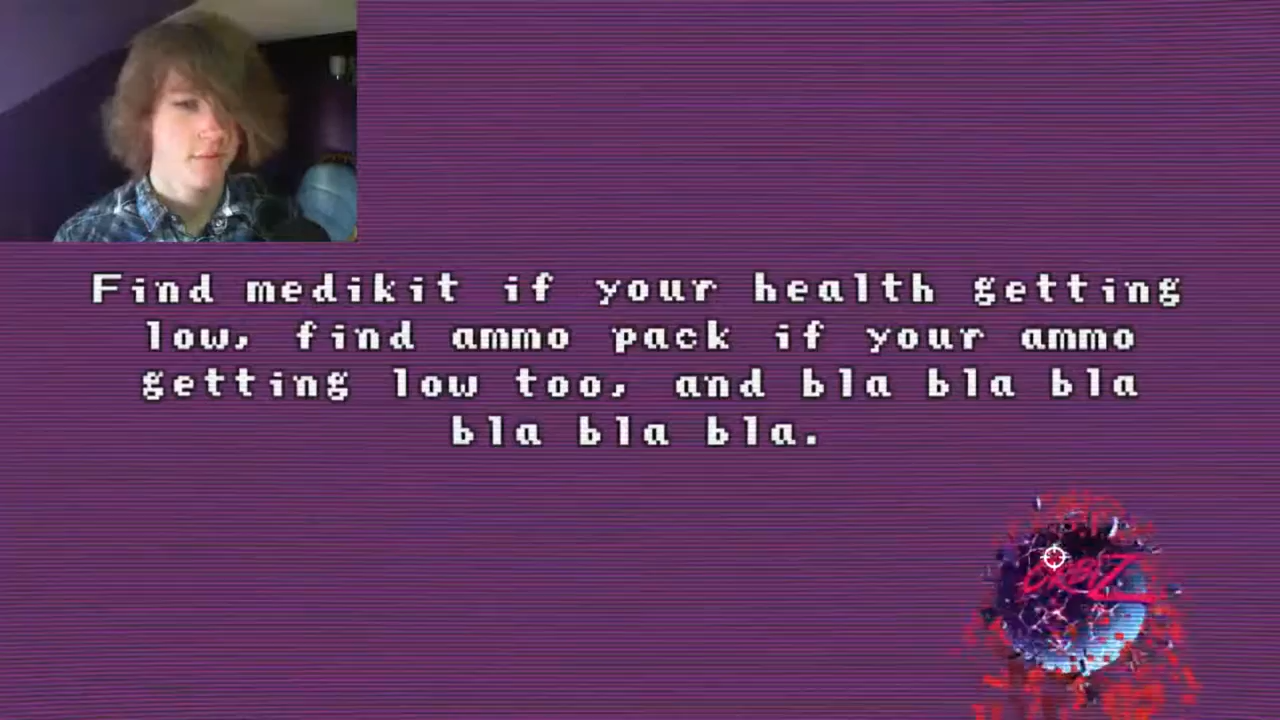 Find medikit if your health getting
low, find ammo pack if your ammo
getting low too, and bla bla bla
bla bla bla.
ORBIZ